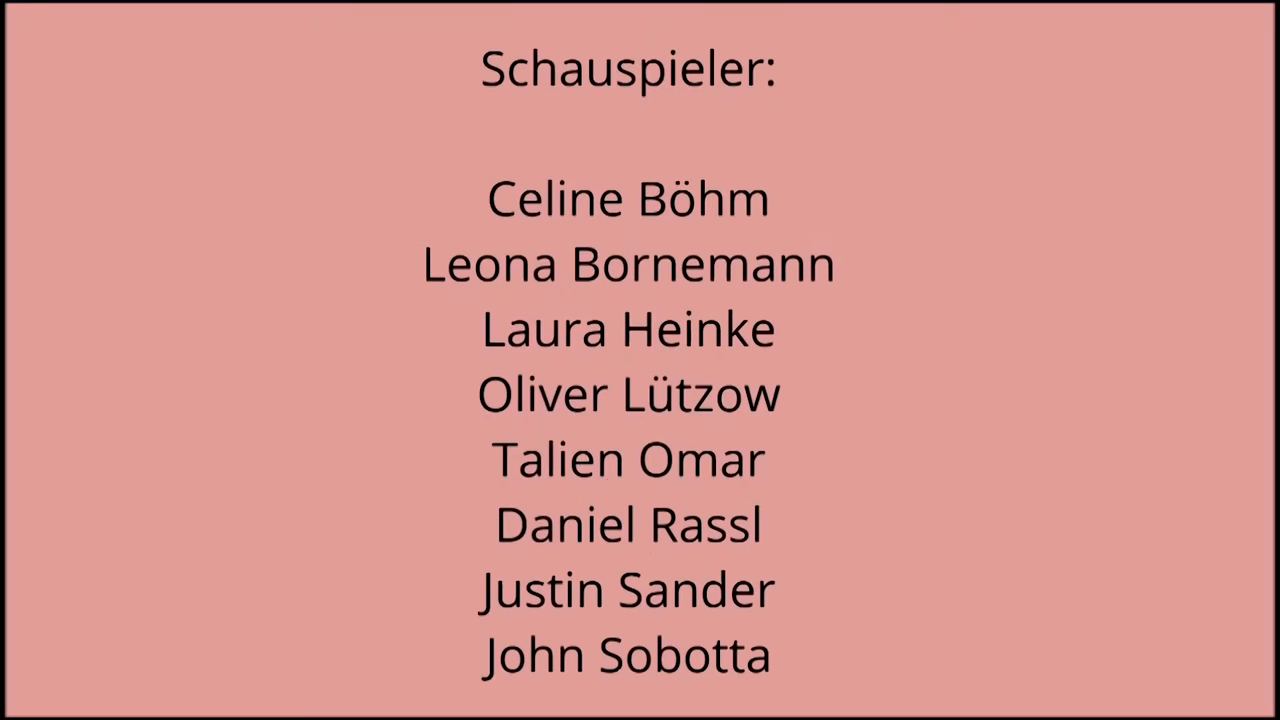 Schauspieler:
Celine Böhm
Leona Bornemann
Laura Heinke
Oliver Lützow
Talien Omar
Daniel Rassl
Justin Sander
John Sobotta